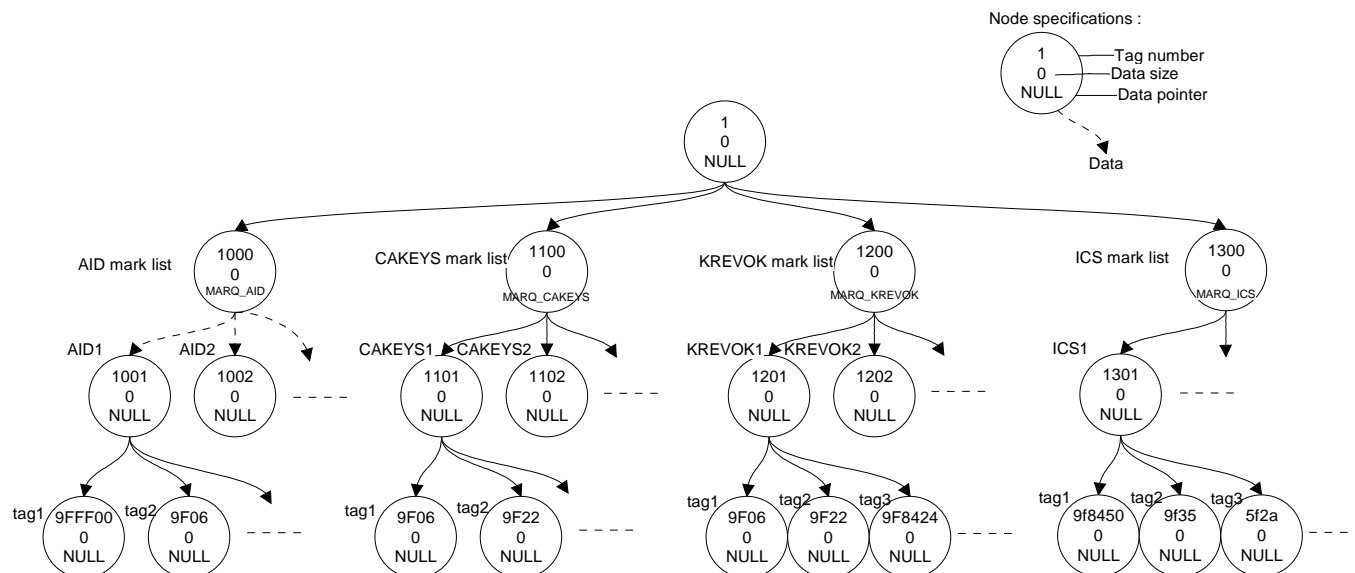 Node specifications :
1
0
NULL
Tag number
Data size
Data pointer
Data
1
0
NULL
AID mark list
1000
0
MARQ_AID
CAKEYS mark list
1100
0
MARQ_CAKEYS
KREVOK mark list
1200
0
MARQ_KREVOK
ICS mark list
1300
0
MARQ_ICS
AID1
1001
0
NULL
AID2
1002
0
NULL
CAKEYS1
1101
0
NULL
CAKEYS2
1102
0
NULL
KREVOK1
1201
0
NULL
KREVOK2
1202
0
NULL
ICS1
1301
0
NULL
tag1
9FFF00
0
NULL
tag2
9F06
0
NULL
tag1
9F06
0
NULL
tag2
9F22
0
NULL
tag1
9F06
0
NULL
tag2
9F22
0
NULL
tag3
9F8424
0
NULL
tag1
9f8450
0
NULL
tag2
9f35
0
NULL
tag3
5f2a
0
NULL